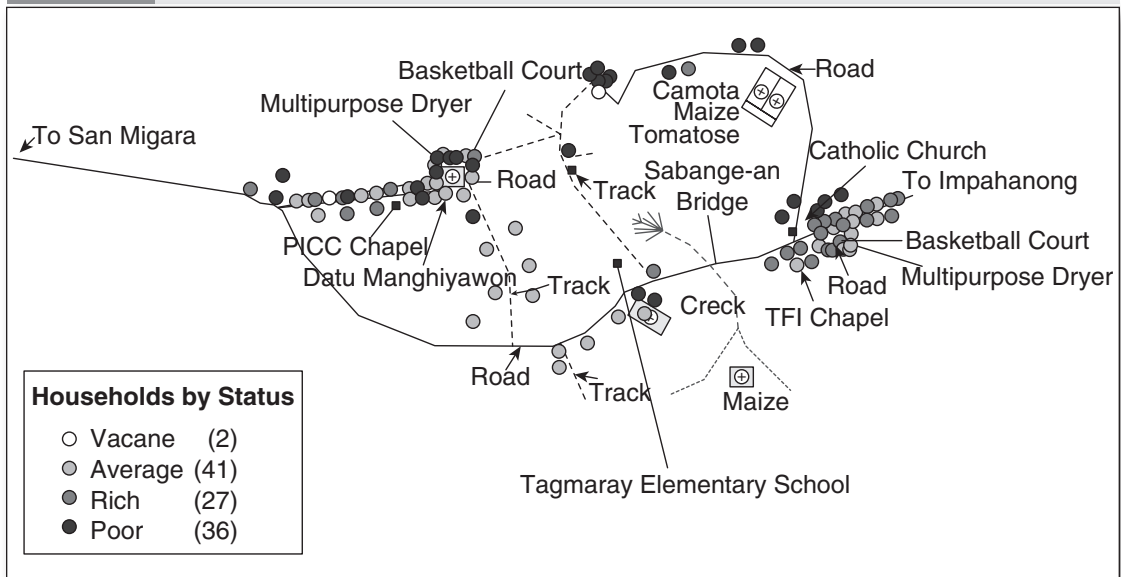 Basketball Court
Road
Multipurpose Dryer
Camota
Maize
Tomatose
To San Migara
Catholic Church
Sabange-an
Bridge
To Impahanong
Road
Track
PICC Chapel
Datu Manghiyawon
Basketball Court
Multipurpose Dryer
Road
TFI Chapel
Track
Creck
Road
Track
Maize
Households by Status
Vacane (2)
Average (41)
Rich (27)
Poor (36)
Tagmaray Elementary School